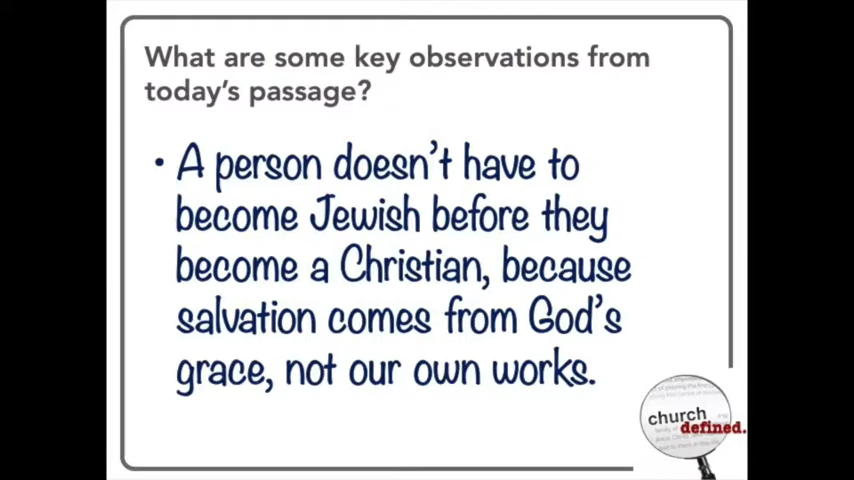 What are some key observations from
today's passage?
• A person doesn't have to
become Jewish before they
become a Christian, because
salvation comes from God's
grace, not our own works.
church
defined.